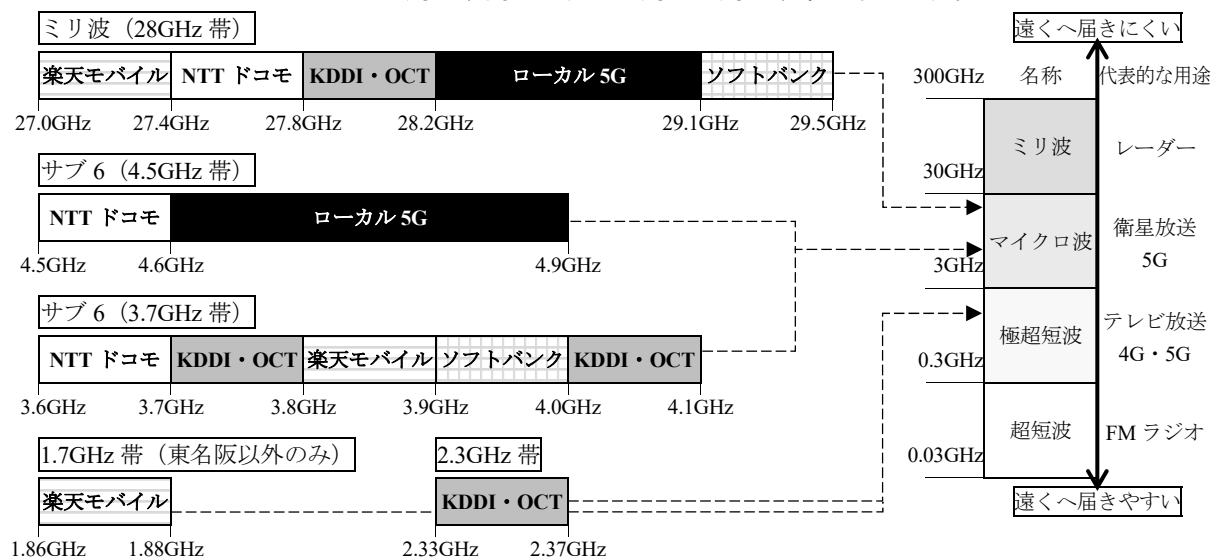 ミリ波（28GHz 帯）
楽天モバイル NTT ドコモ KDDI・OCT ローカル 5G ソフトバンク
27.0GHz 27.4GHz 27.8GHz 28.2GHz 29.1GHz 29.5GHz
サブ 6（4.5GHz 帯）
NTT ドコモ ローカル 5G
4.5GHz 4.6GHz 4.9GHz
サブ 6（3.7GHz 帯）
NTT ドコモ KDDI・OCT 楽天モバイル ソフトバンク KDDI・OCT
3.6GHz 3.7GHz 3.8GHz 3.9GHz 4.0GHz 4.1GHz
1.7GHz 帯（東名阪以外のみ） 2.3GHz 帯
楽天モバイル KDDI・OCT
1.86GHz 1.88GHz 2.33GHz 2.37GHz
遠くへ届きにくい
300GHz 名称 代表的な用途
ミリ波 レーダー
30GHz
マイクロ波 衛星放送
5G
3GHz
極超短波 テレビ放送
4G・5G
0.3GHz
超短波 FM ラジオ
0.03GHz
遠くへ届きやすい